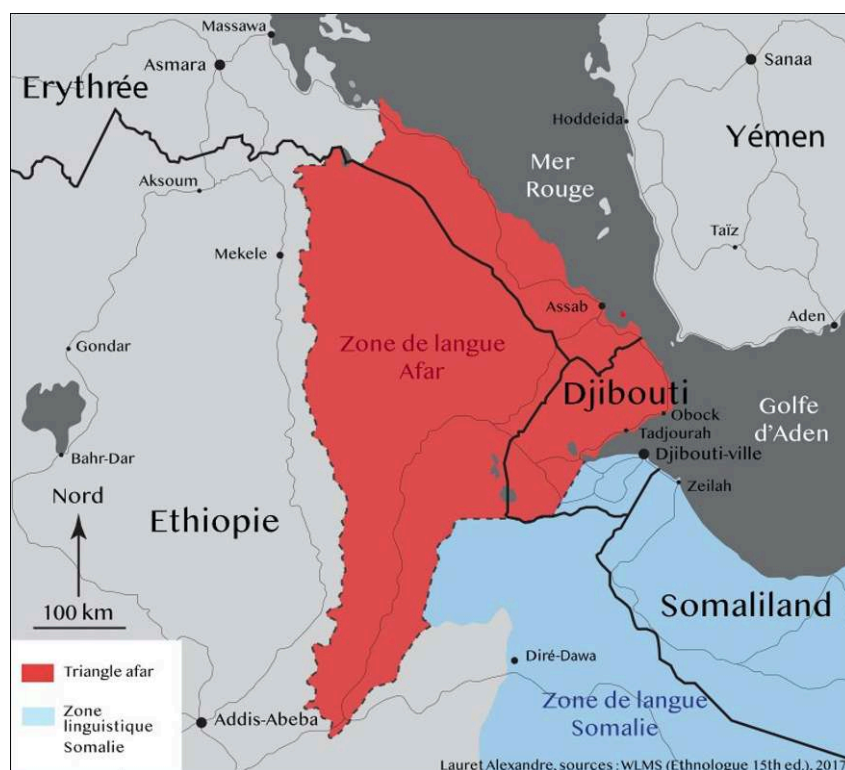 Massawa
Asmara
Sanaa
Erythrée
Hoddeida
Yémen
Mer
Rouge
Aksoum
Taïz
Mekele
Assab
Aden
Zone de langue
Afar
Gondar
Djibouti
Obock
Golfe
d'Aden
Tadjourah
Djibouti-ville
Bahr-Dar
Zeilah
Nord
Ethiopie
100 km
Somaliland
Diré-Dawa
Triangle afar
Zone
linguistique
Somalie
Addis-Abeba
Zone de langue
Somalie
Lauret Alexandre, sources : WLMS (Ethnologue 15th ed.), 2017